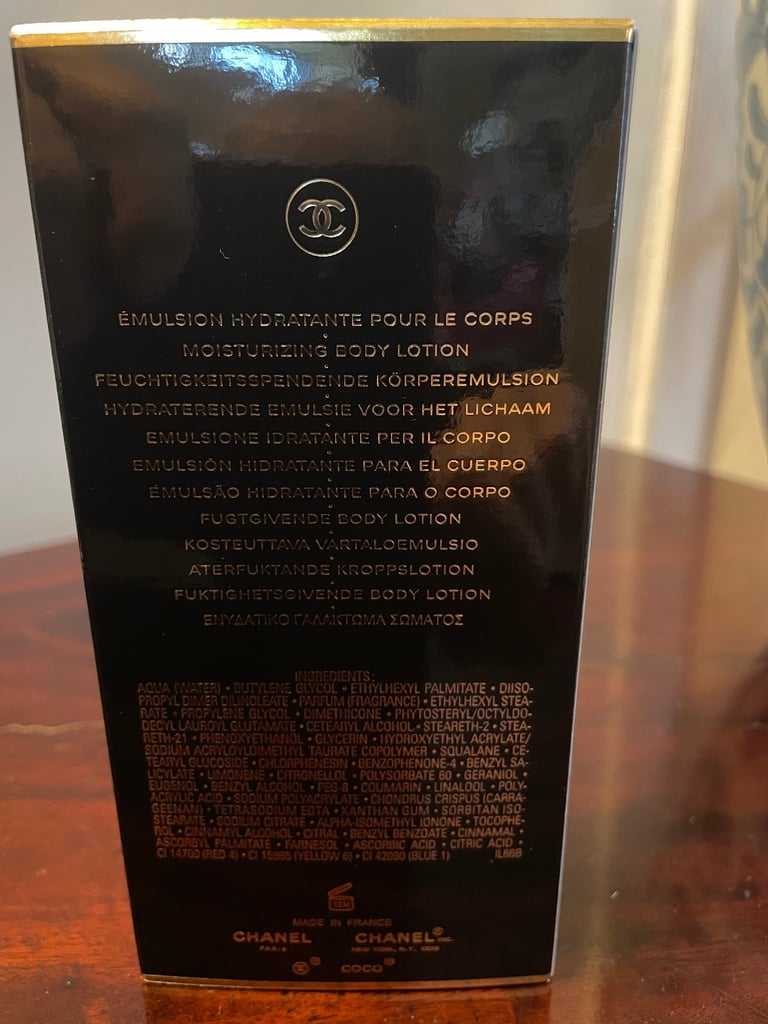 ÉMULSION HYDRATANTE POUR LE CORPS
MOISTURIZING BODY LOTION
FEUCHTIGKEITSSPENDENDE KÖRPEREMULSION
HYDRATERENDE EMULSIE VOOR HET LICHAAM
EMULSIONE IDRATANTE PER IL CORPO
EMULSIÓN HIDRATANTE PARA EL CUERPO
ÉMULSÃO HIDRATANTE PARA O CORPO
FUGTGIVENDE BODY LOTION
KOSTEUTTAVA VARTALOEMULSIO
ÅTERFUKTANDE KROPPSLOTION
FUKTIGHETSGIVENDE BODY LOTION
ΕΝΥΔΑΤΙΚΟ ΓΑΛΑΚΤΩΜΑ ΣΩΜΑΤΟΣ
INGREDIENTS:
AQUA (WATER) • BUTYLENE GLYCOL • ETHYLHEXYL PALMITATE • DIISO-
PROPYL DIMER DILINOLEATE • PARFUM (FRAGRANCE) • ETHYLHEXYL STEA-
RATE • PROPYLENE GLYCOL • DIMETHICONE • PHYTOSTERYL/OCTYLDO-
DECYL LAUROYL GLUTAMATE • CETEARYL ALCOHOL • STEARETH-2 • STEA-
RETH-21 • PHENOXYETHANOL • GLYCERIN • HYDROXYETHYL ACRYLATE/
SODIUM ACRYLOYLDIMETHYL TAURATE COPOLYMER • SQUALANE • CE-
TEARYL GLUCOSIDE • CHLORPHENESIN • BENZOPHENONE-4 • BENZYL SA-
LICYLATE • LIMONENE • CITRONELLOL • POLYSORBATE 60 • GERANIOL •
EUGENOL • BENZYL ALCOHOL • PEG-8 • COUMARIN • LINALOOL • POLY-
ACRYLIC ACID • SODIUM POLYACRYLATE • CHONDRUS CRISPUS (CARRA-
GEENAN) • TETRASODIUM EDTA • XANTHAN GUM • SORBITAN ISO-
STEARATE • SODIUM CITRATE • ALPHA-ISOMETHYL IONONE • TOCOPHE-
ROL • CINNAMYL ALCOHOL • CITRAL • BENZYL BENZOATE • CINNAMAL •
ASCORBYL PALMITATE • FARNESOL • ASCORBIC ACID • CITRIC ACID •
CI 14700 (RED 4) • CI 15985 (YELLOW 6) • CI 42090 (BLUE 1) IL66B
12M
MADE IN FRANCE
CHANEL CHANEL® INC.
PARIS NEW YORK, N.Y. 10019
® COCO®